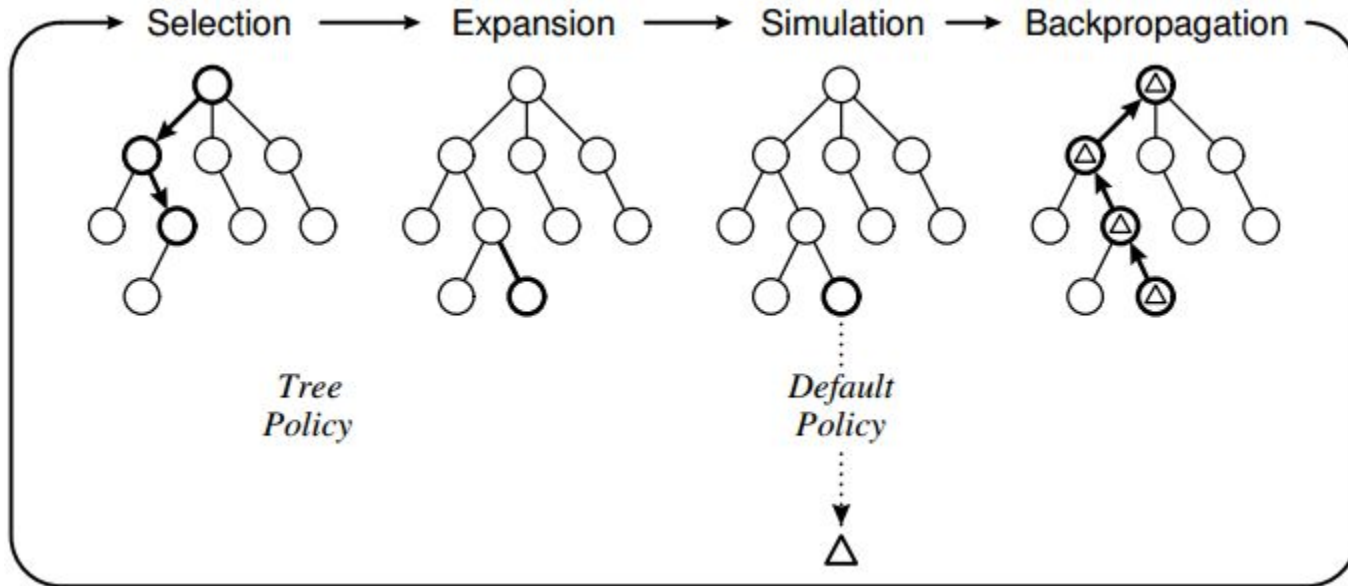 Selection Expansion Simulation Backpropagation
Tree
Policy
Default
Policy